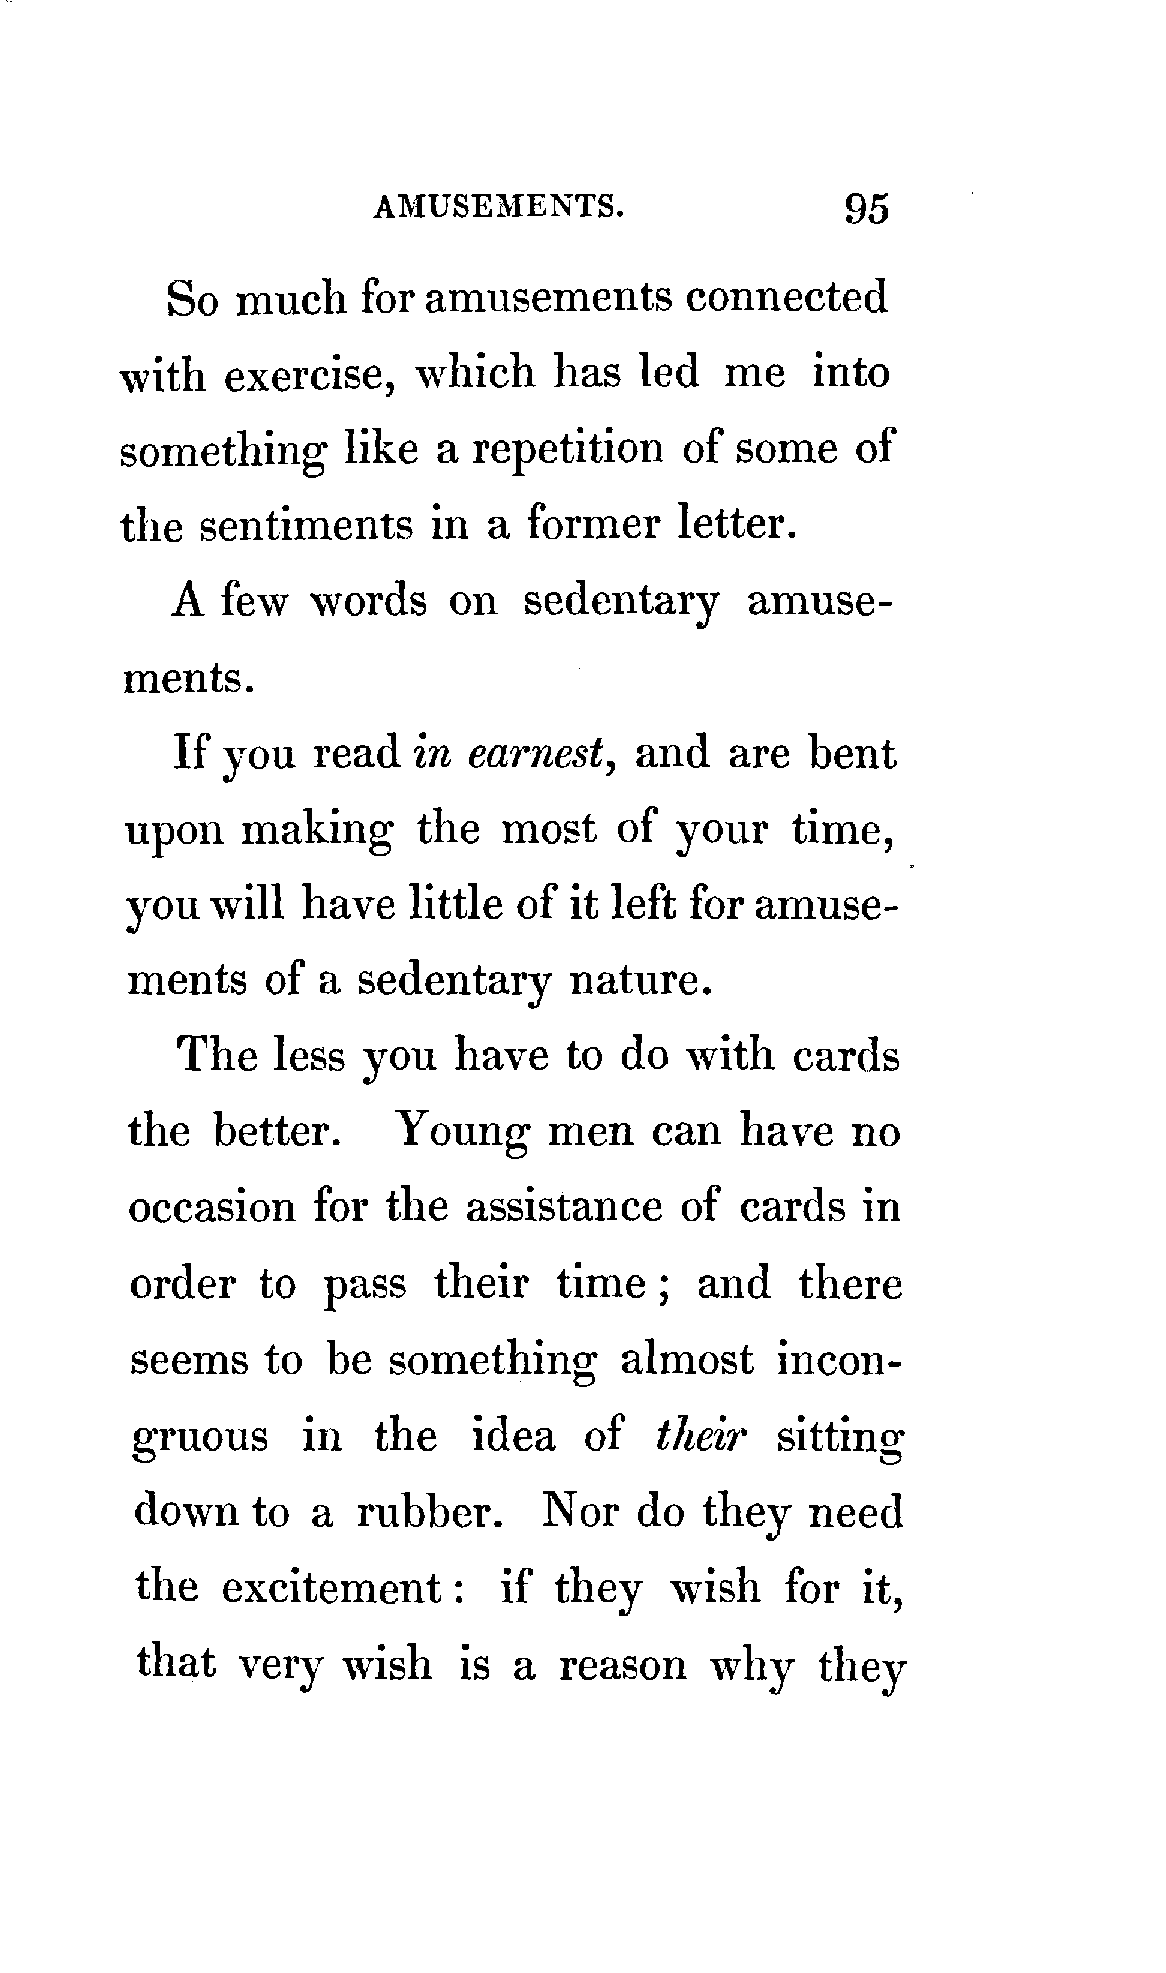 AMUSEMENTS. 95
So much for amusements connected
with exercise, which has led me into
something like a repetition of some of
the sentiments in a former letter.
A few words on sedentary amuse-
ments.
If you read in earnest, and are bent
upon making the most of your time,
you will have little of it left for amuse-
ments of a sedentary nature.
The less you have to do with cards
the better. Young men can have no
occasion for the assistance of cards in
order to pass their time ; and there
seems to be something almost incon-
gruous in the idea of their sitting
down to a rubber. Nor do they need
the excitement : if they wish for it,
that very wish is a reason why they